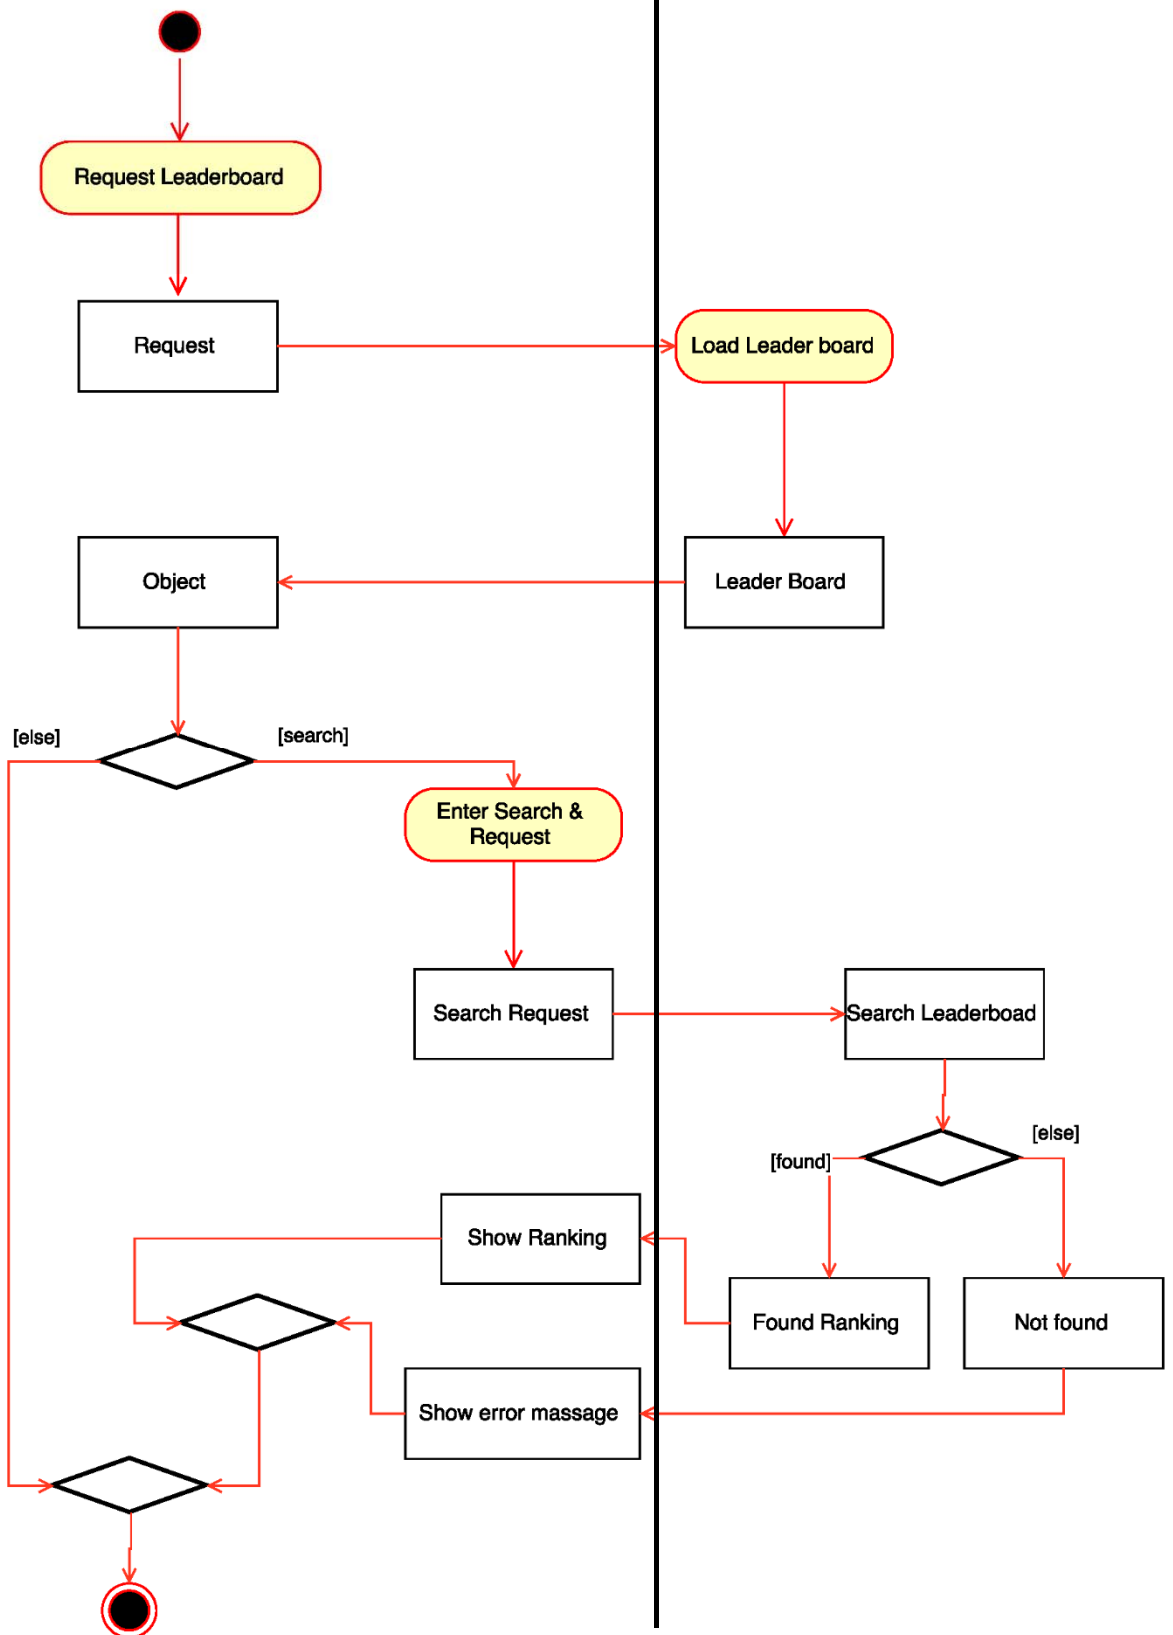 Request Leaderboard
Request
Load Leader board
Object
Leader Board
[else]
[search]
Enter Search &
Request
Search Request
Search Leaderboad
[else]
[found]
Show Ranking
Found Ranking
Not found
Show error massage